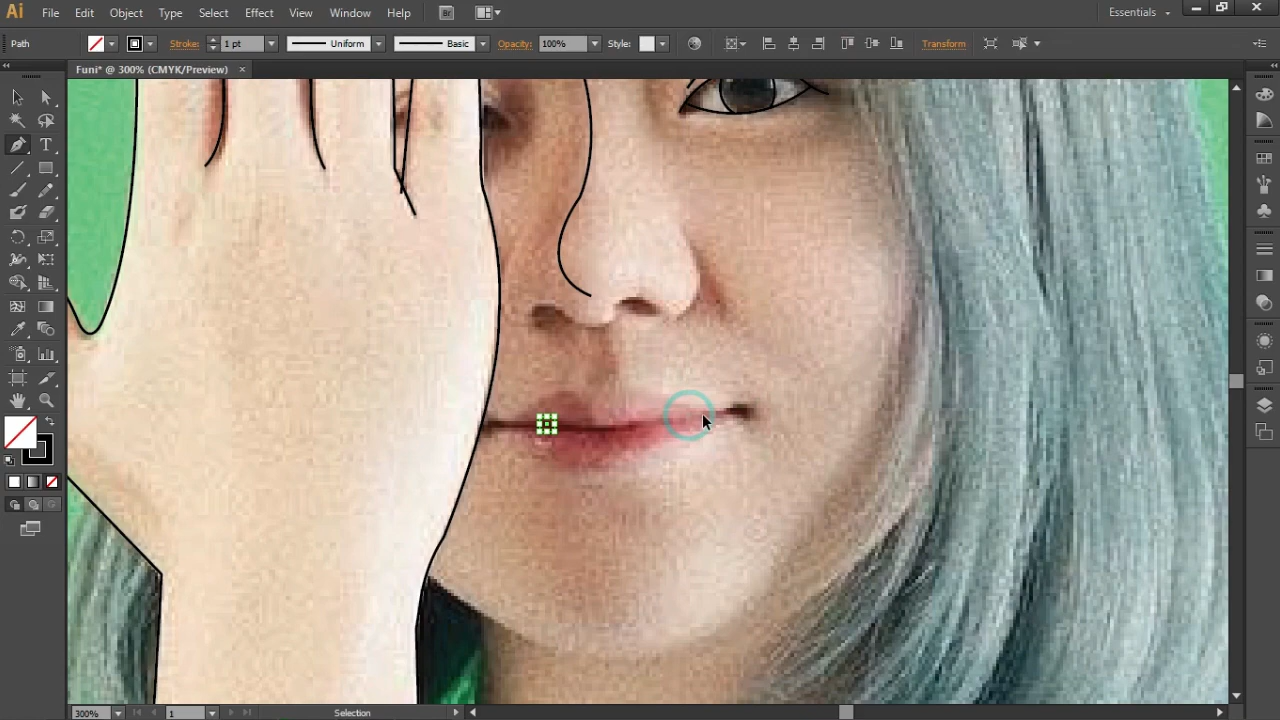 Ai File Edit Object Type Select Effect View Window Help Br Essentials
Path Stroke: 1 pt Uniform Basic Opacity: 100% Style: Transform
Funi* @ 300% (CMYK/Preview)
T
300% 1 Selection